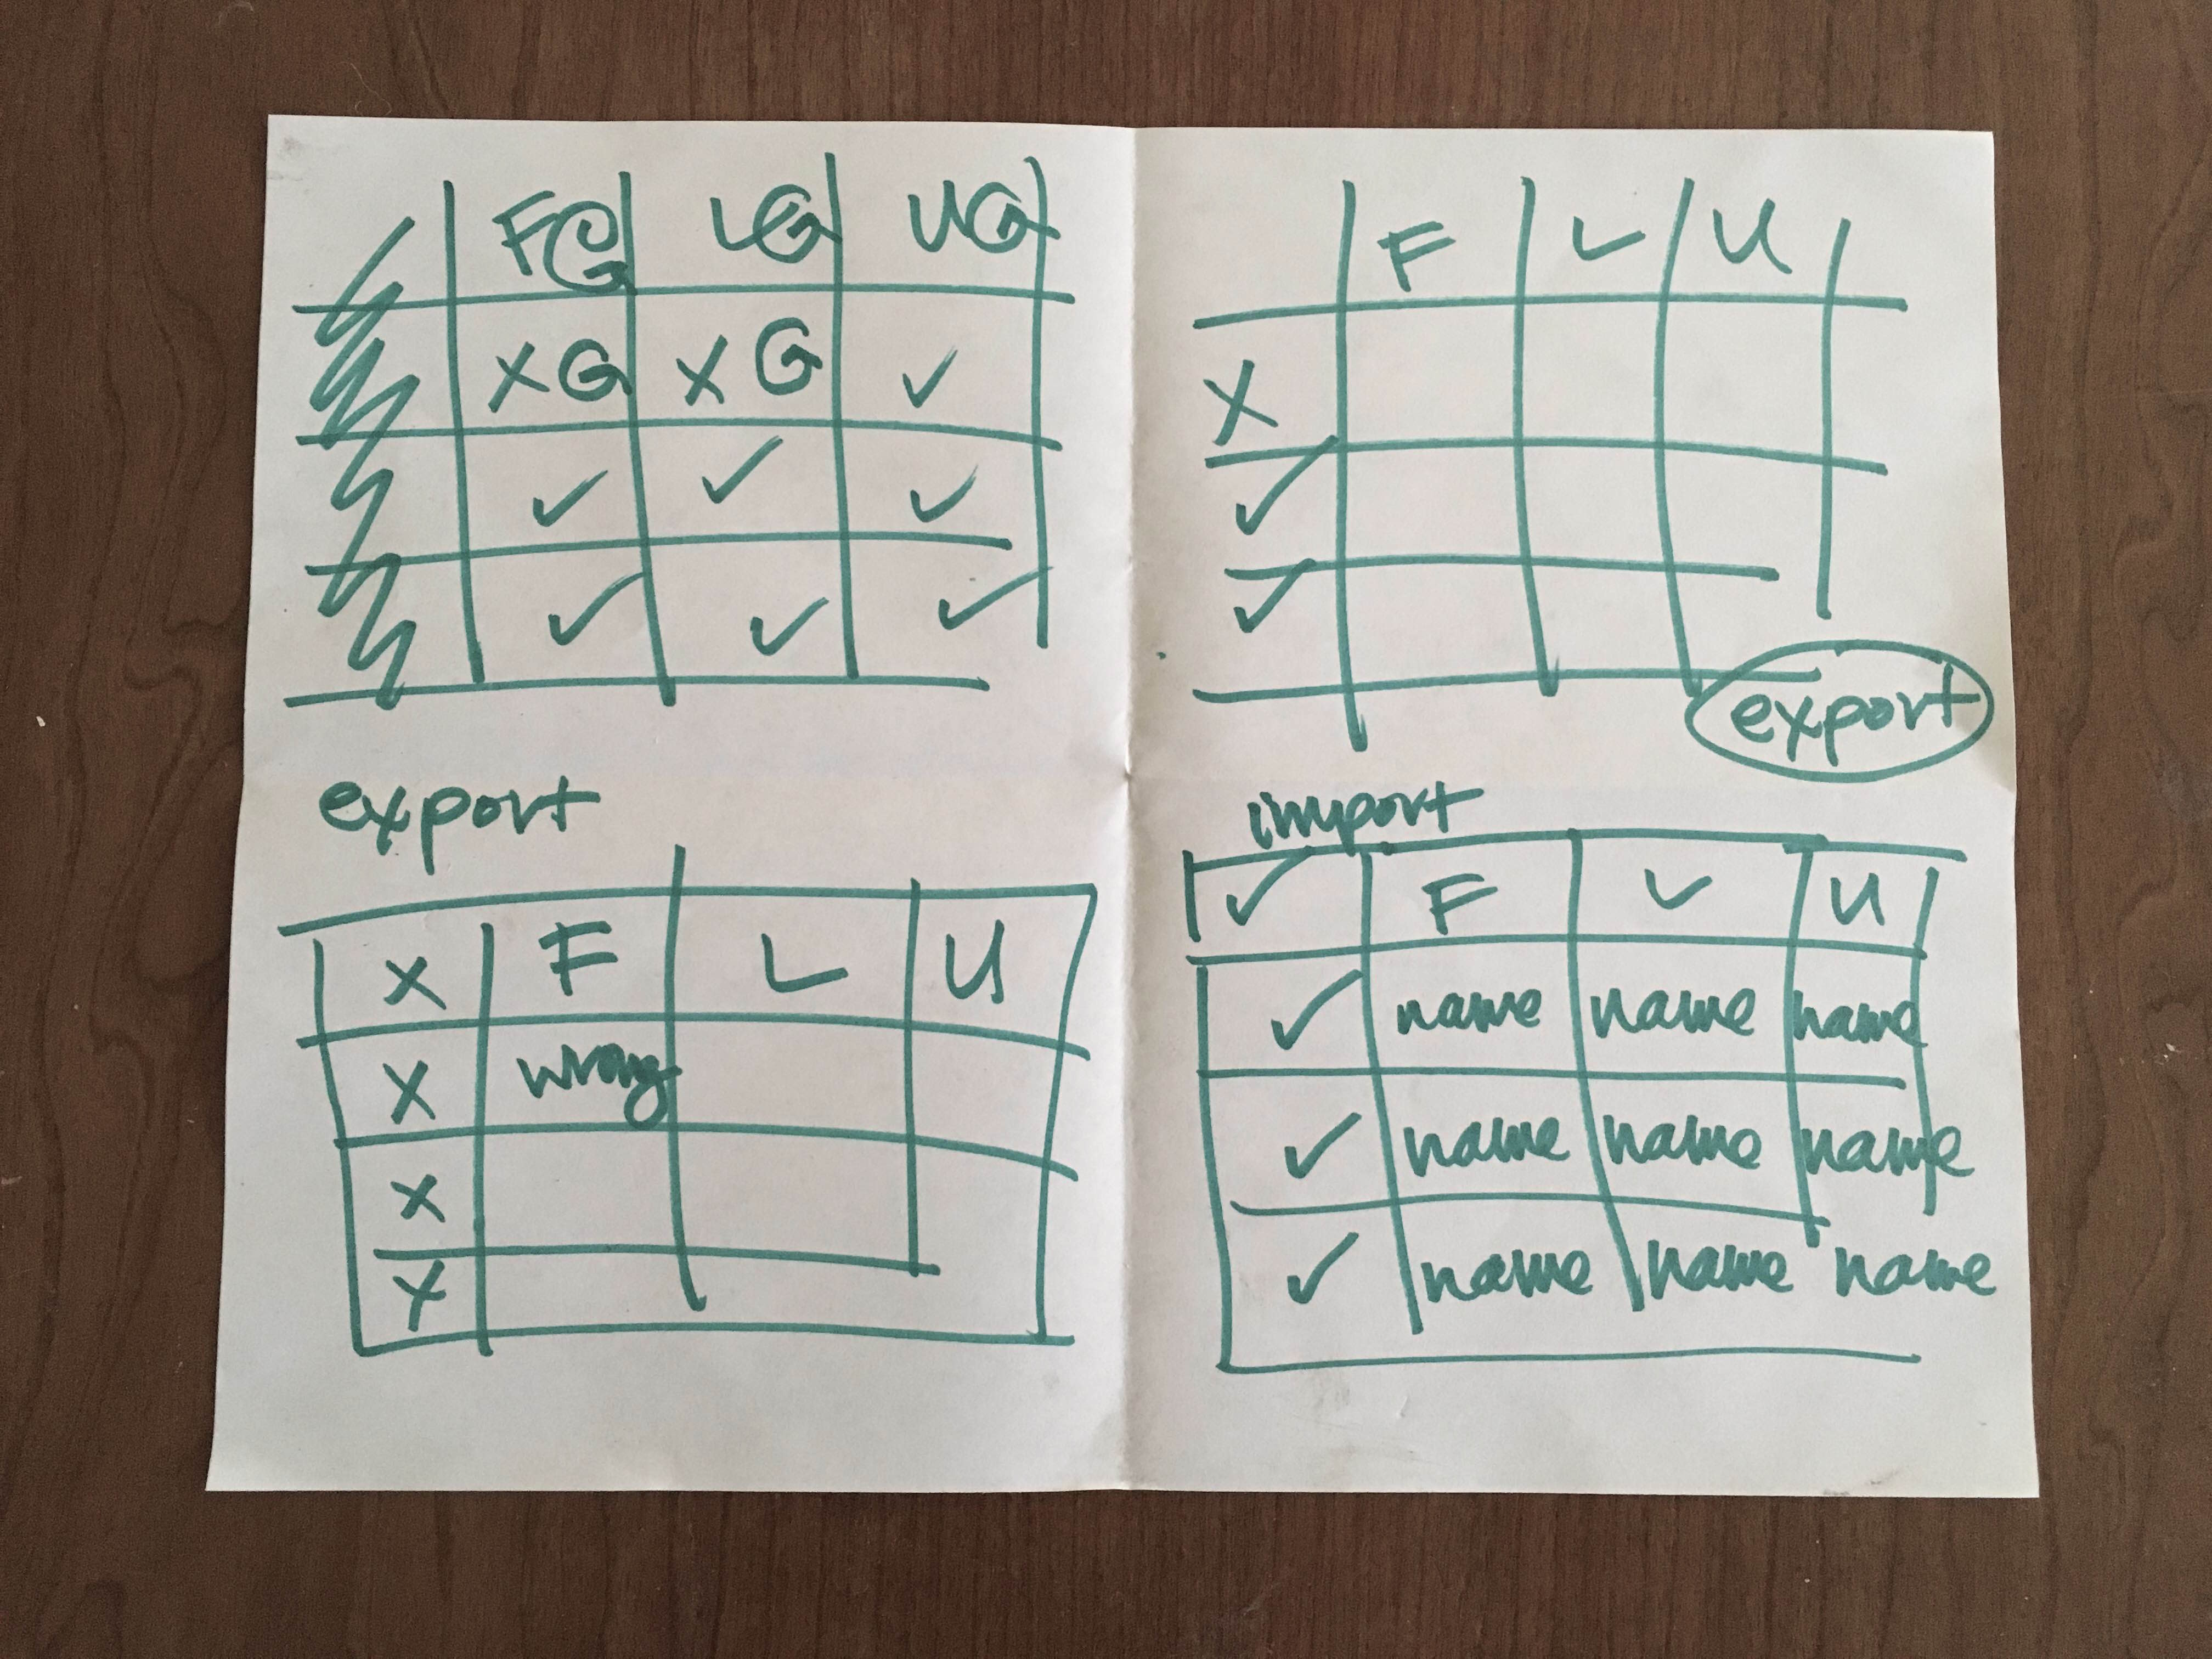 FG LG UG
X G X G ✓
✓ ✓ ✓
✓ ✓ ✓
F L U
X
✓
✓
export
export
X F L U
X wrong
X
X
import
✓ F L U
✓ name name name
✓ name name name
✓ name name name